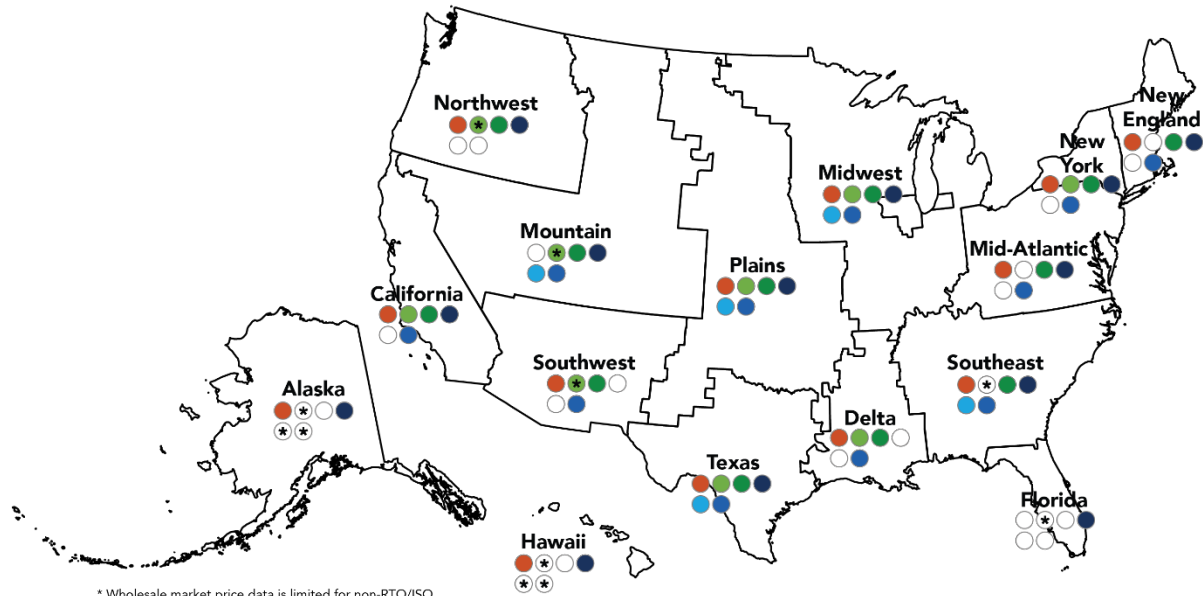 Northwest
*
New
England
New
York
Midwest
Mountain
*
Plains
Mid-Atlantic
California
Southwest
*
Southeast
*
Alaska
*
* *
Delta
Texas
Florida
*
Hawaii
*
* *
* Wholesale market price data is limited for non-RTO/ISO